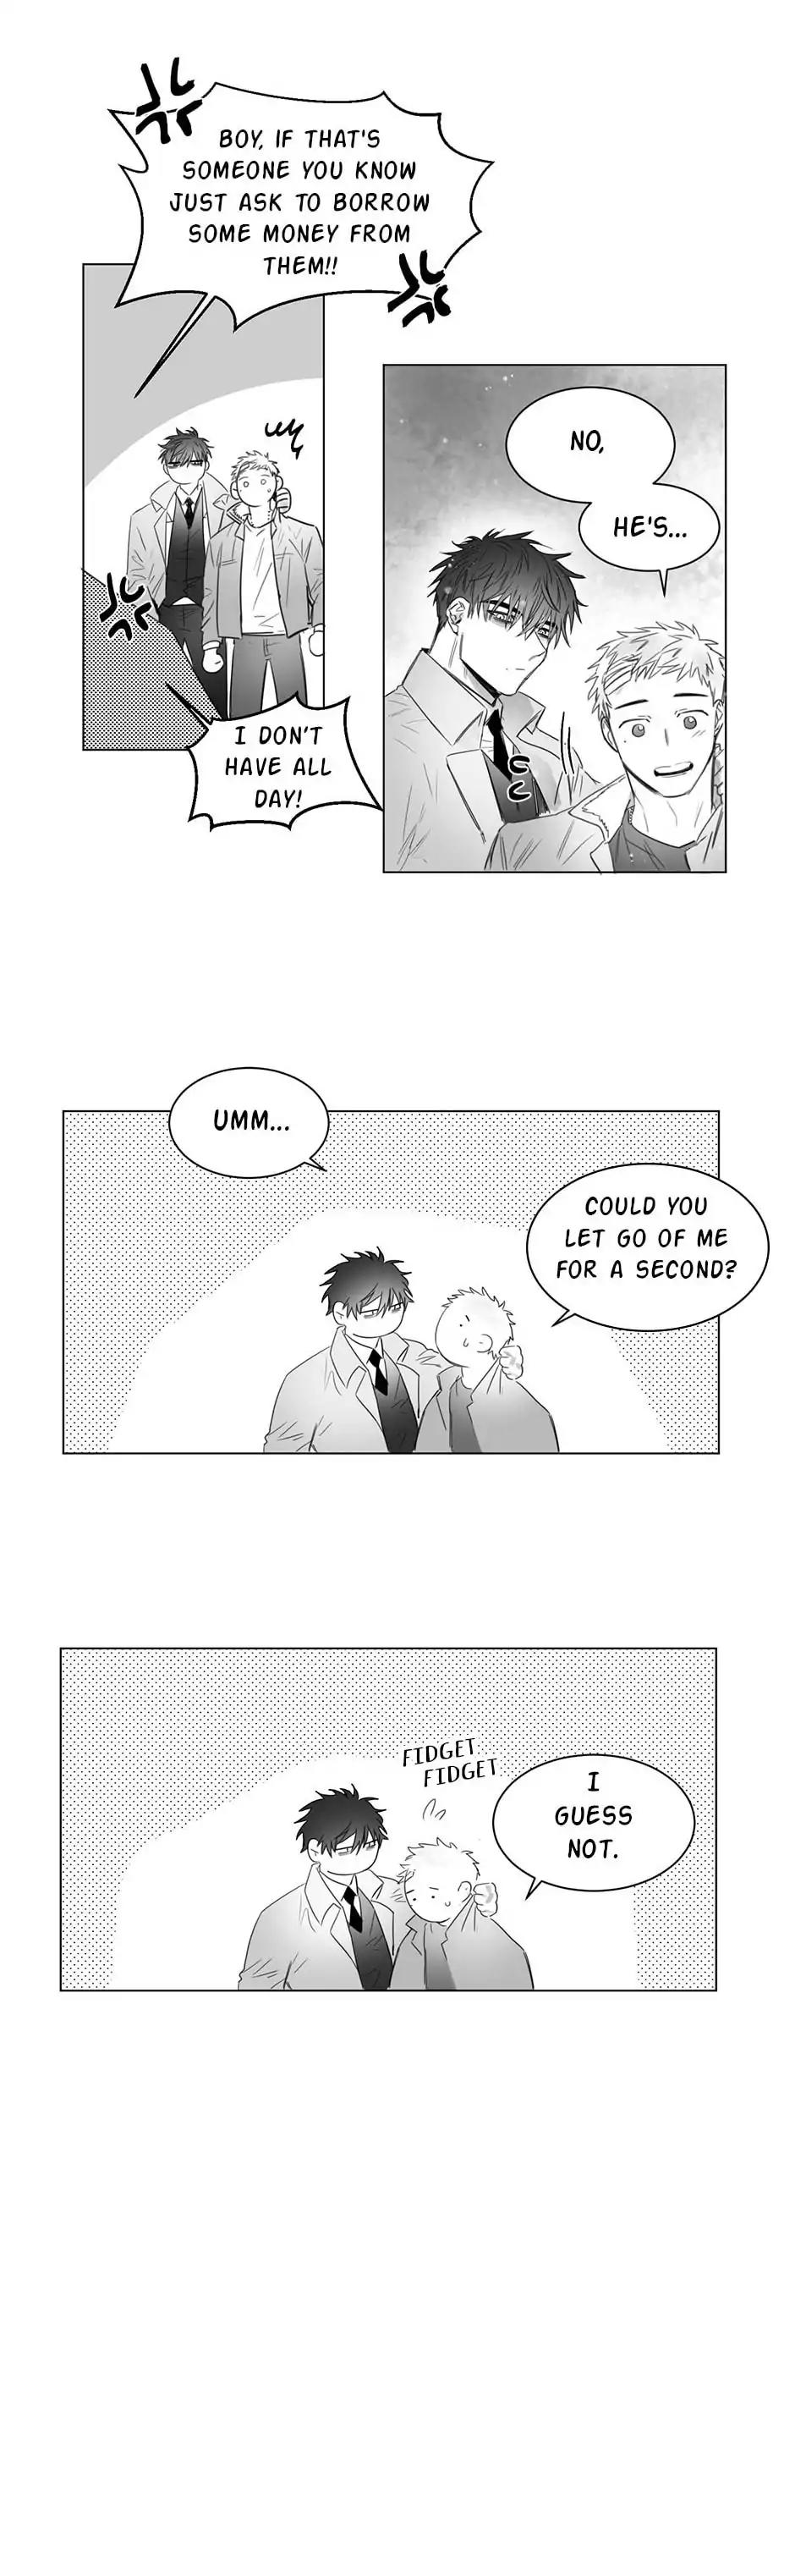 BOY, IF THAT'S
SOMEONE YOU KNOW
JUST ASK TO BORROW
SOME MONEY FROM
THEM!!
NO,
HE'S...
I DON'T
HAVE ALL
DAY!
UMM...
COULD YOU
LET GO OF ME
FOR A SECOND?
FIDGET
FIDGET
I
GUESS
NOT.